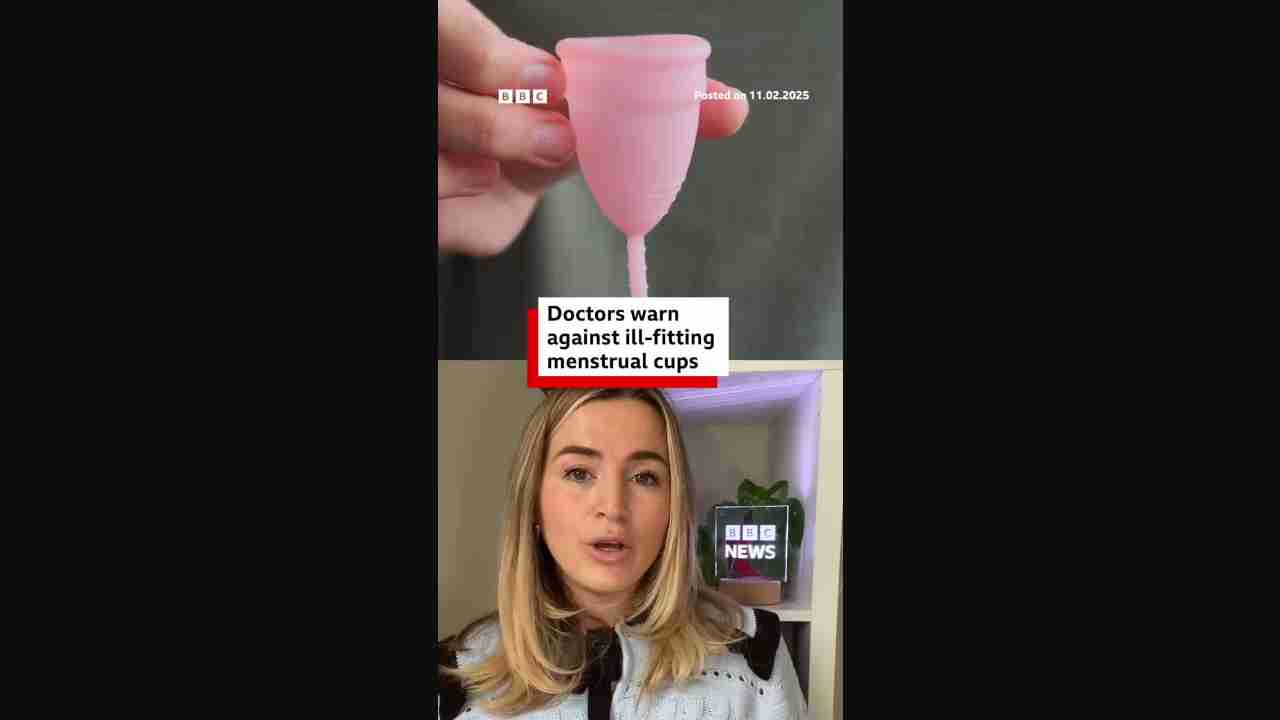 BBC
Posted on 11.02.2025
Doctors warn
against ill-fitting
menstrual cups
BBC
NEWS